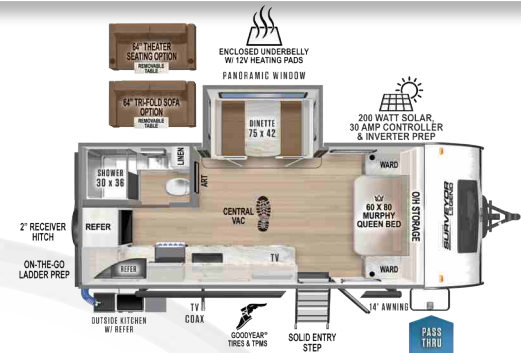 64" THEATER
SEATING OPTION
REMOVABLE
TABLE
64" TRI-FOLD SOFA
OPTION
REMOVABLE
TABLE
ENCLOSED UNDERBELLY
W/ 12V HEATING PADS
PANORAMIC WINDOW
DINETTE
75 x 42
200 WATT SOLAR,
30 AMP CONTROLLER
& INVERTER PREP
SHOWER
30 x 36
LINEN
ART
WARD
CENTRAL
VAC
60 X 80
MURPHY
QUEEN BED
O/H STORAGE
SURVEYOR
LEGEND
2" RECEIVER
HITCH
REFER
ON-THE-GO
LADDER PREP
REFER
TV
WARD
OUTSIDE KITCHEN
W/ REFER
TV
COAX
GOODYEAR®
TIRES & TPMS
SOLID ENTRY
STEP
14' AWNING
PASS
THRU